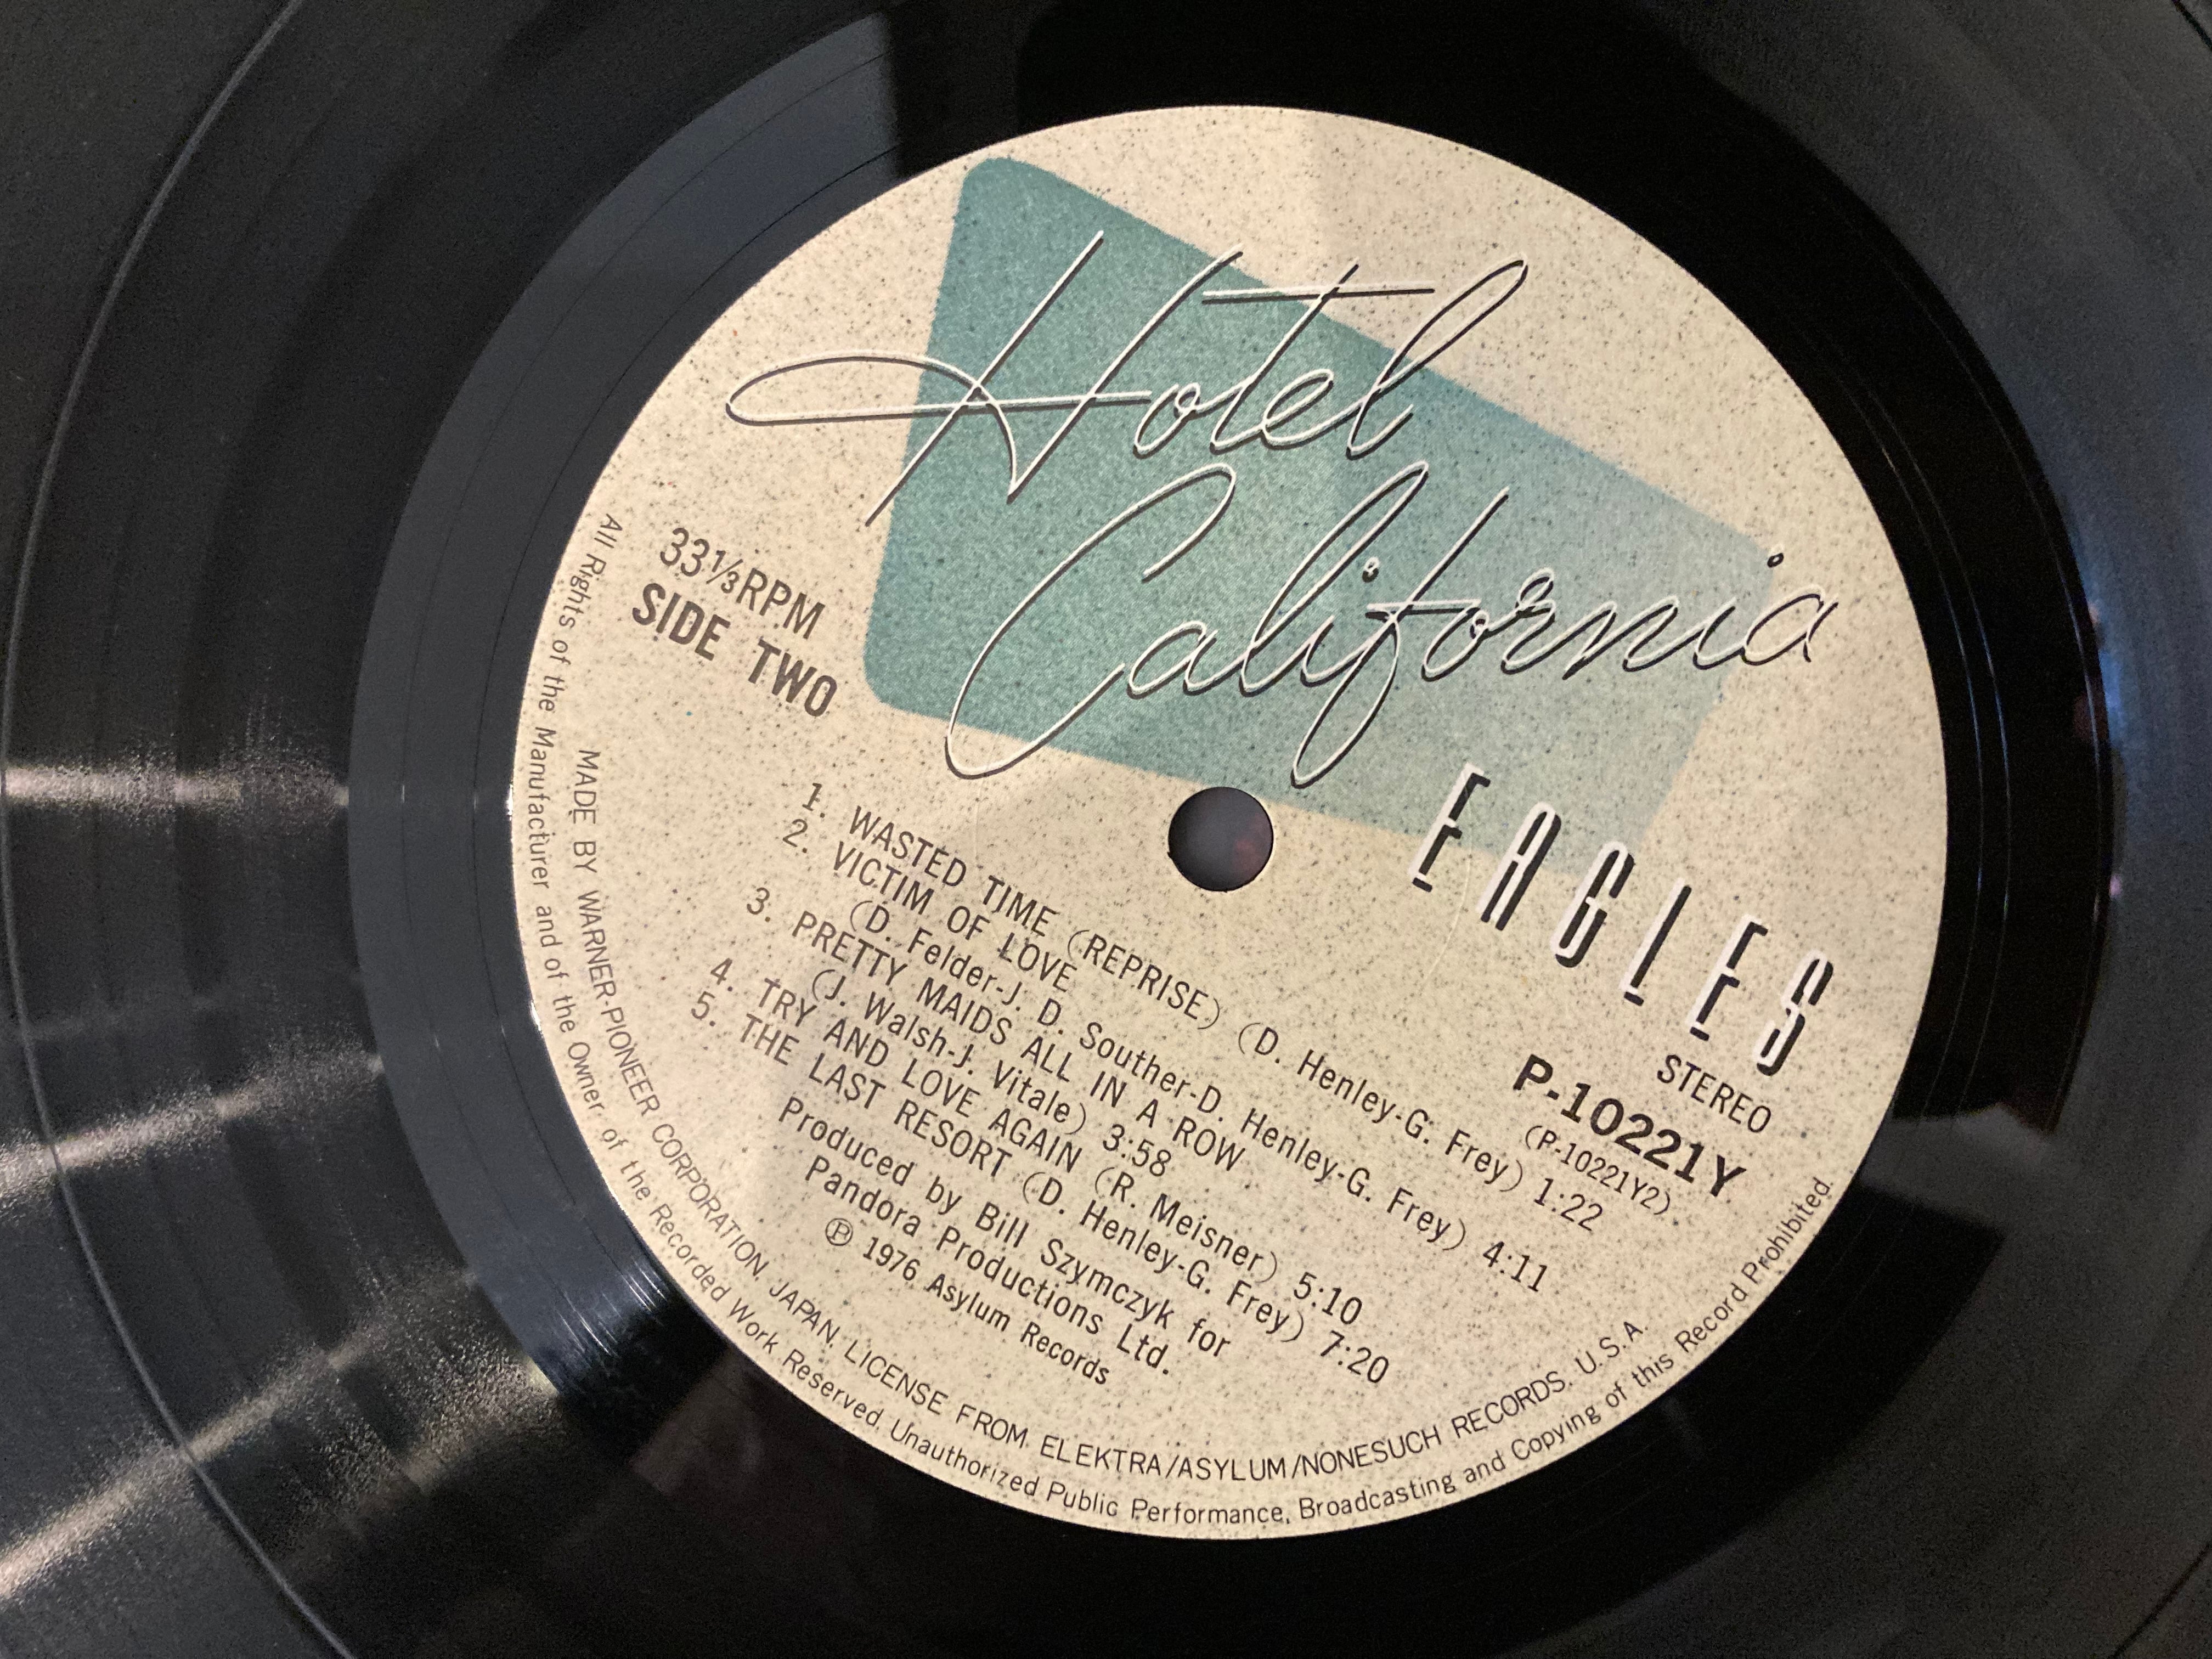 Hotel
California
EAGLES
33⅓RPM
SIDE TWO
STEREO
P-10221Y
(P-10221Y2)
1. WASTED TIME (REPRISE) (D. Henley-G. Frey) 1:22
2. VICTIM OF LOVE
(D. Felder-J. D. Souther-D. Henley-G. Frey) 4:11
3. PRETTY MAIDS ALL IN A ROW
(J. Walsh-J. Vitale) 3:58
4. TRY AND LOVE AGAIN (R. Meisner) 5:10
5. THE LAST RESORT (D. Henley-G. Frey) 7:20
Produced by Bill Szymczyk for
Pandora Productions Ltd.
Ⓟ 1976 Asylum Records
MADE BY WARNER-PIONEER CORPORATION, JAPAN. LICENSE FROM ELEKTRA/ASYLUM/NONESUCH RECORDS. U.S.A.
All Rights of the Manufacturer and of the Owner of the Recorded Work Reserved. Unauthorized Public Performance, Broadcasting and Copying of this Record Prohibited.